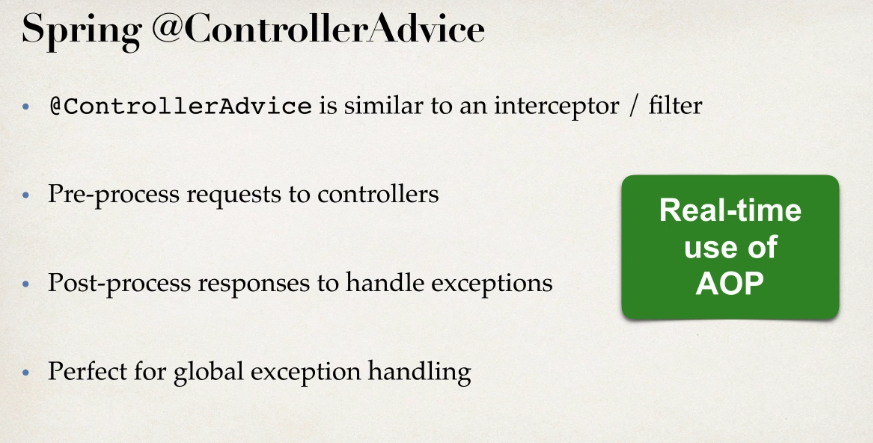 Spring @ControllerAdvice
• @ControllerAdvice is similar to an interceptor / filter
• Pre-process requests to controllers
• Post-process responses to handle exceptions
• Perfect for global exception handling
Real-time
use of
AOP